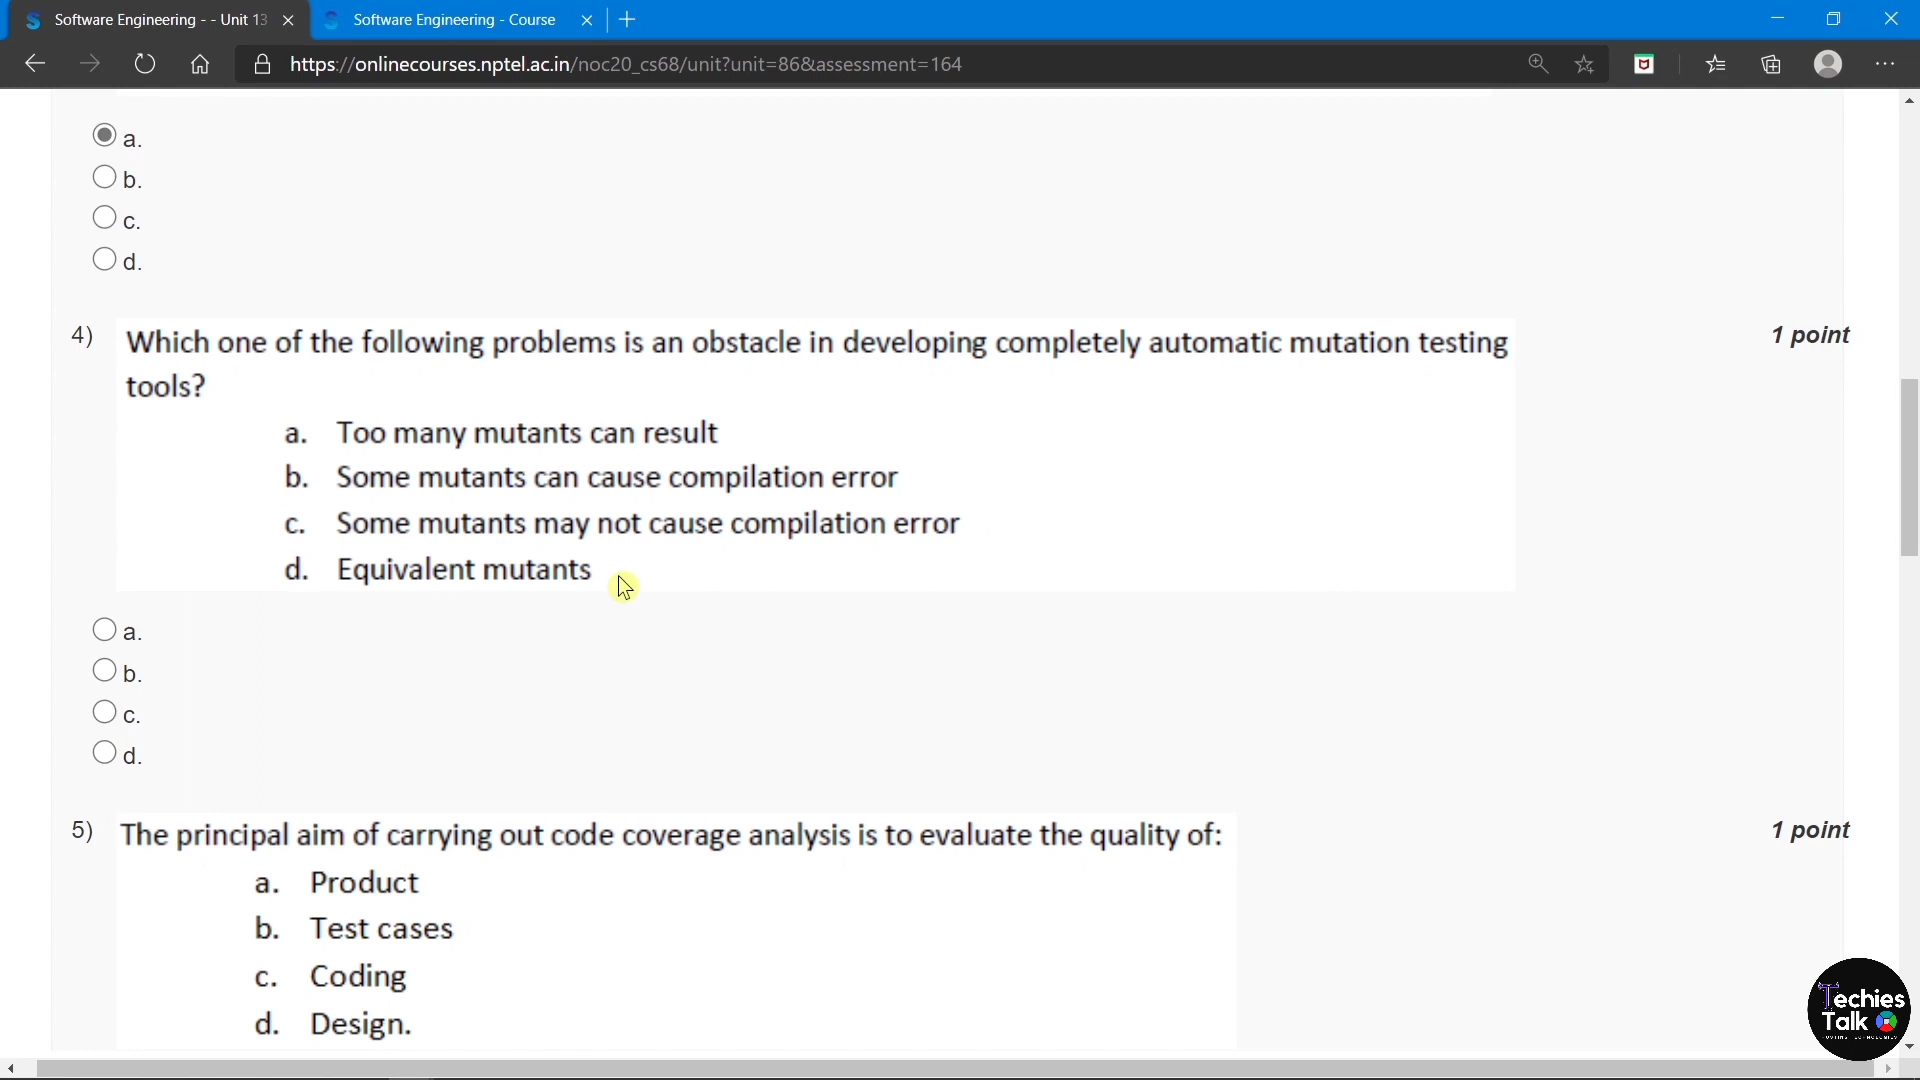 Software Engineering - - Unit 13
Software Engineering - Course
https://onlinecourses.nptel.ac.in/noc20_cs68/unit?unit=86&assessment=164
a.
b.
c.
d.
4) Which one of the following problems is an obstacle in developing completely automatic mutation testing 1 point
tools?
a. Too many mutants can result
b. Some mutants can cause compilation error
c. Some mutants may not cause compilation error
d. Equivalent mutants
a.
b.
c.
d.
5) The principal aim of carrying out code coverage analysis is to evaluate the quality of: 1 point
a. Product
b. Test cases
c. Coding
d. Design.
Techies
Talk